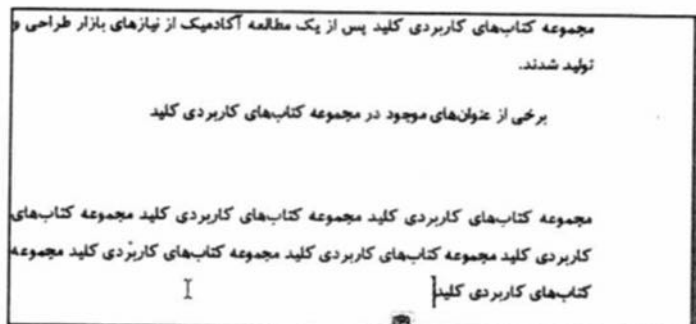 مجموعه کتاب‌های کاربردی کلید پس از یک مطالعه آکادمیک از نیازهای بازار طراحی و
تولید شدند.
برخی از عنوان‌های موجود در مجموعه کتاب‌های کاربردی کلید
مجموعه کتاب‌های کاربردی کلید مجموعه کتاب‌های کاربردی کلید مجموعه کتاب‌های
کاربردی کلید مجموعه کتاب‌های کاربردی کلید مجموعه کتاب‌های کاربردی کلید مجموعه
کتاب‌های کاربردی کلید